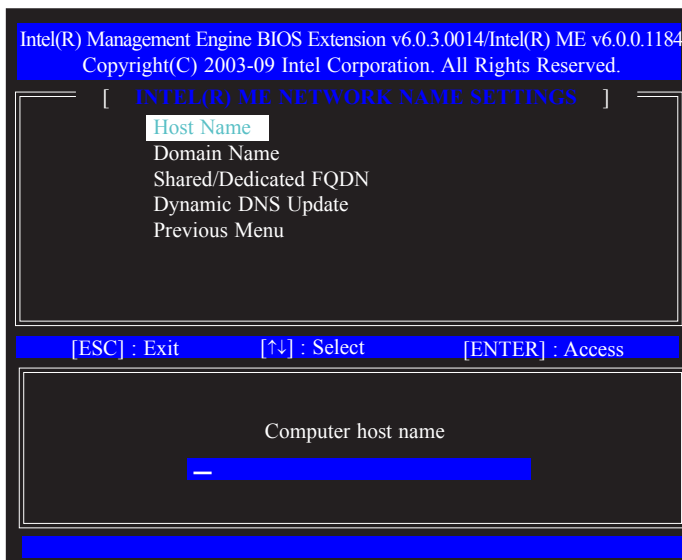 Intel(R) Management Engine BIOS Extension v6.0.3.0014/Intel(R) ME v6.0.0.1184
Copyright(C) 2003-09 Intel Corporation. All Rights Reserved.
[ INTEL(R) ME NETWORK NAME SETTINGS ]
Host Name
Domain Name
Shared/Dedicated FQDN
Dynamic DNS Update
Previous Menu
[ESC] : Exit [↑↓] : Select [ENTER] : Access
Computer host name